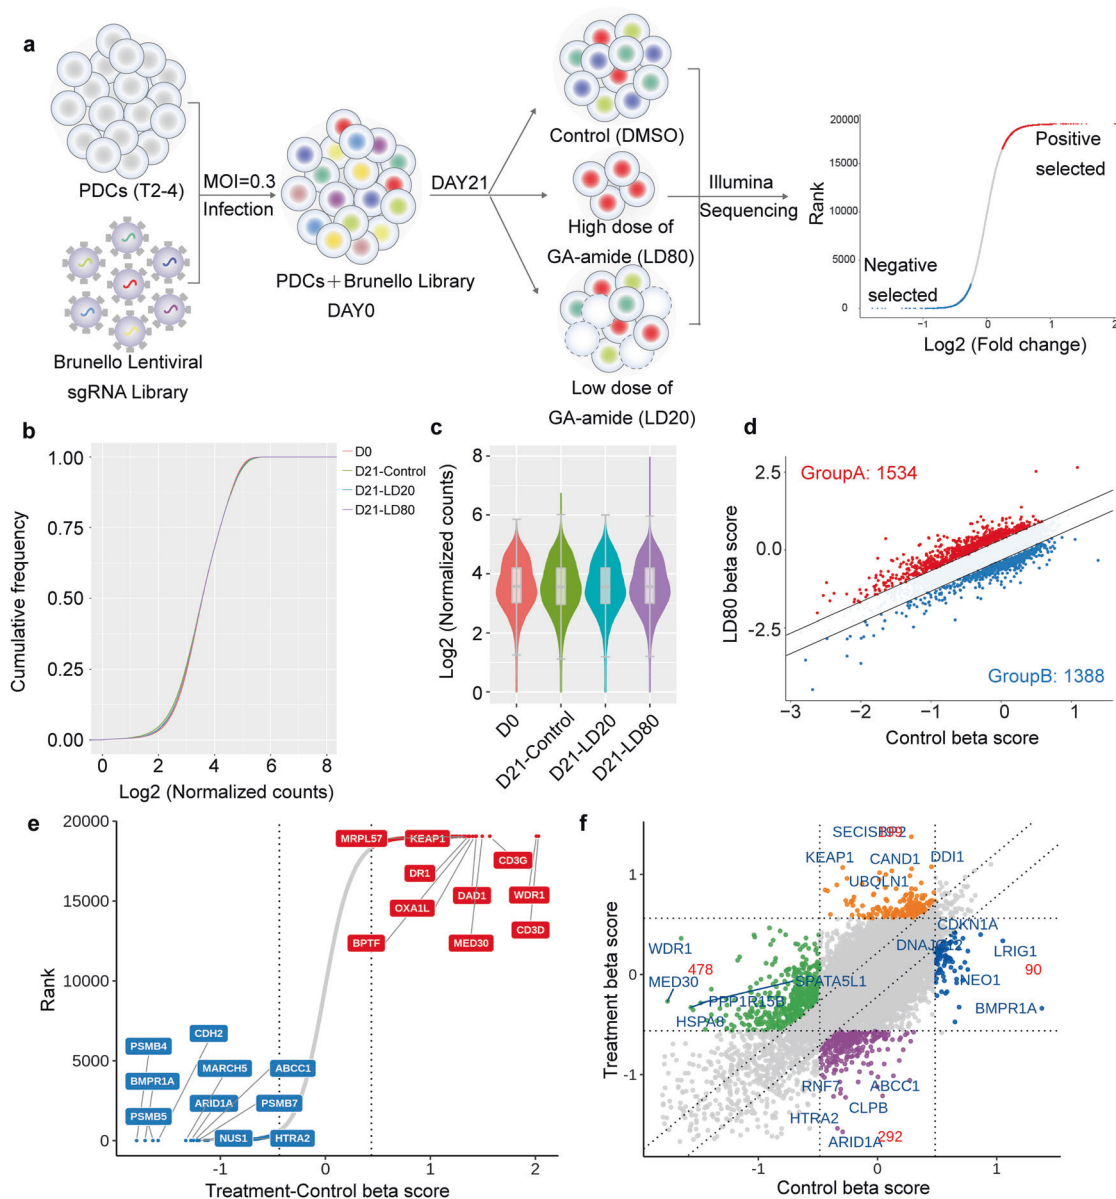 a
PDCs (T2-4)
Brunello Lentiviral
sgRNA Library
MOI=0.3
Infection
PDCs+Brunello Library
DAY0
DAY21
Control (DMSO)
High dose of
GA-amide (LD80)
Low dose of
GA-amide (LD20)
Illumina
Sequencing
Rank
20000
15000
10000
5000
0
Positive
selected
Negative
selected
−1
0
1
2
Log2 (Fold change)
b
Cumulative frequency
1.00
0.75
0.50
0.25
0.00
0
2
4
6
8
Log2 (Normalized counts)
D0
D21-Control
D21-LD20
D21-LD80
c
Log2 (Normalized counts)
8
6
4
2
0
D0
D21-Control
D21-LD20
D21-LD80
d
LD80 beta score
2.5
0.0
-2.5
GroupA: 1534
GroupB: 1388
−3
−2
−1
0
1
Control beta score
e
Rank
20000
15000
10000
5000
0
MRPL57
KEAP1
CD3G
DR1
DAD1
WDR1
OXA1L
CD3D
BPTF
MED30
CDH2
PSMB4
MARCH5
ABCC1
BMPR1A
ARID1A
PSMB7
PSMB5
NUS1
HTRA2
-1
0
1
2
Treatment-Control beta score
f
Treatment beta score
1
0
-1
SECISBP2
199
KEAP1
CAND1
DDI1
UBQLN1
CDKN1A
WDR1
DNAJC12
LRIG1
478
90
MED30
SPATA5L1
NEO1
PPP1R15B
BMPR1A
HSPA8
RNF7
ABCC1
CLPB
HTRA2
ARID1A
292
-1
0
1
Control beta score